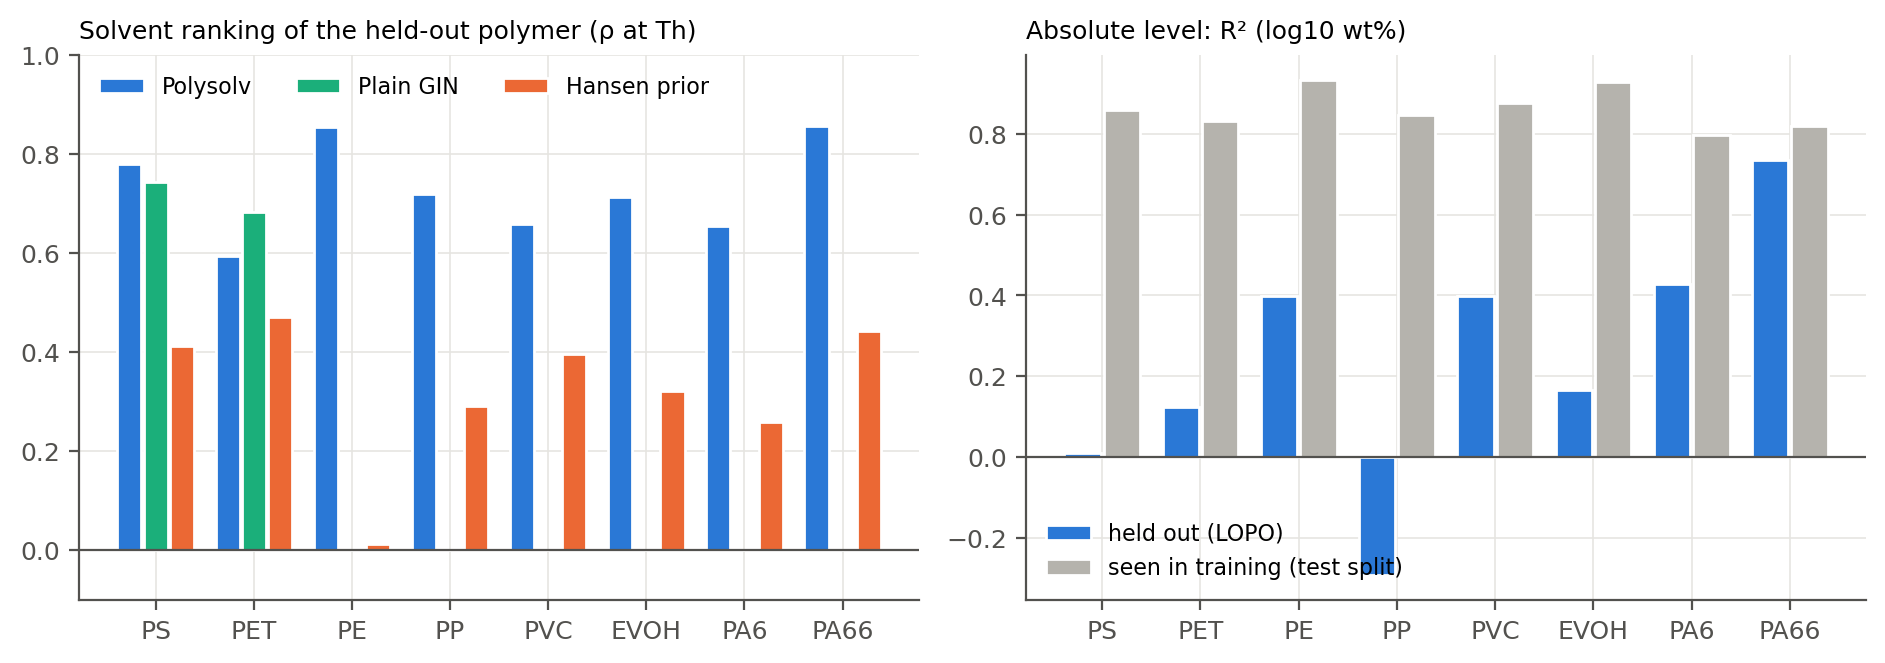 Solvent ranking of the held-out polymer (ρ at Th)
Polysolv Plain GIN Hansen prior
1.0
0.8
0.6
0.4
0.2
0.0
PS PET PE PP PVC EVOH PA6 PA66
Absolute level: R² (log10 wt%)
0.8
0.6
0.4
0.2
0.0
−0.2
held out (LOPO)
seen in training (test split)
PS PET PE PP PVC EVOH PA6 PA66